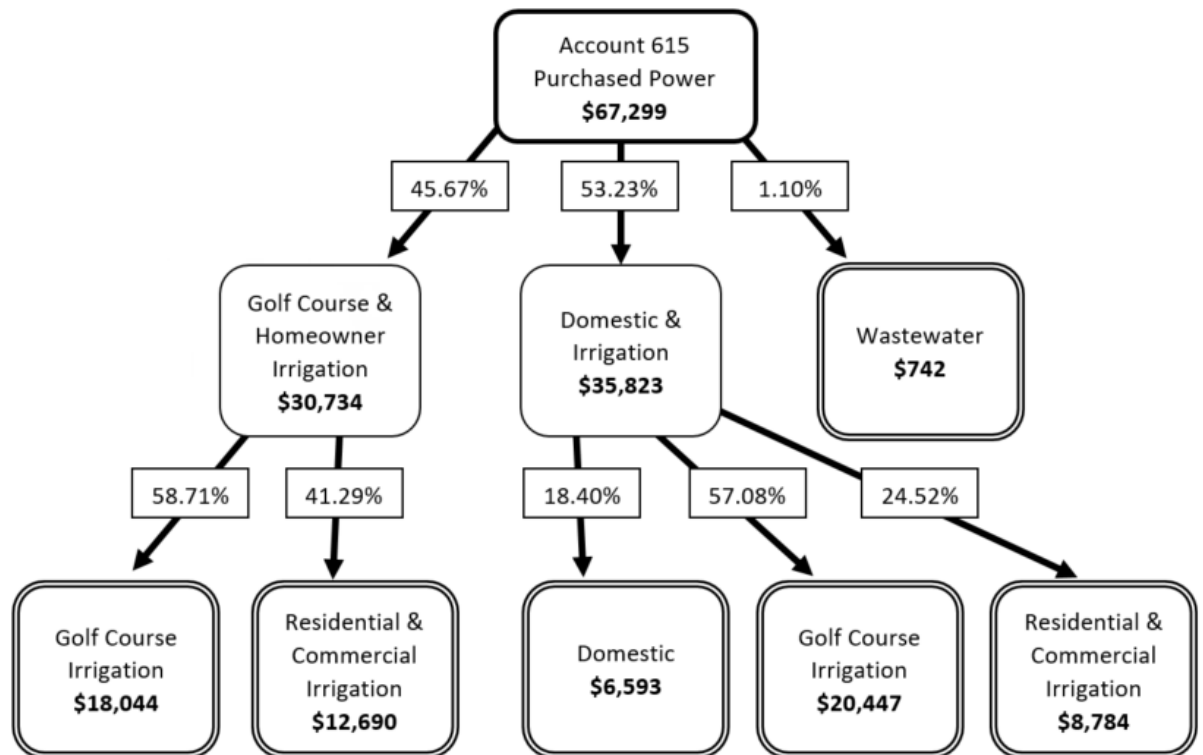 Account 615
Purchased Power
$67,299
45.67%
53.23%
1.10%
Golf Course &
Homeowner
Irrigation
$30,734
Domestic &
Irrigation
$35,823
Wastewater
$742
58.71%
41.29%
18.40%
57.08%
24.52%
Golf Course
Irrigation
$18,044
Residential &
Commercial
Irrigation
$12,690
Domestic
$6,593
Golf Course
Irrigation
$20,447
Residential &
Commercial
Irrigation
$8,784